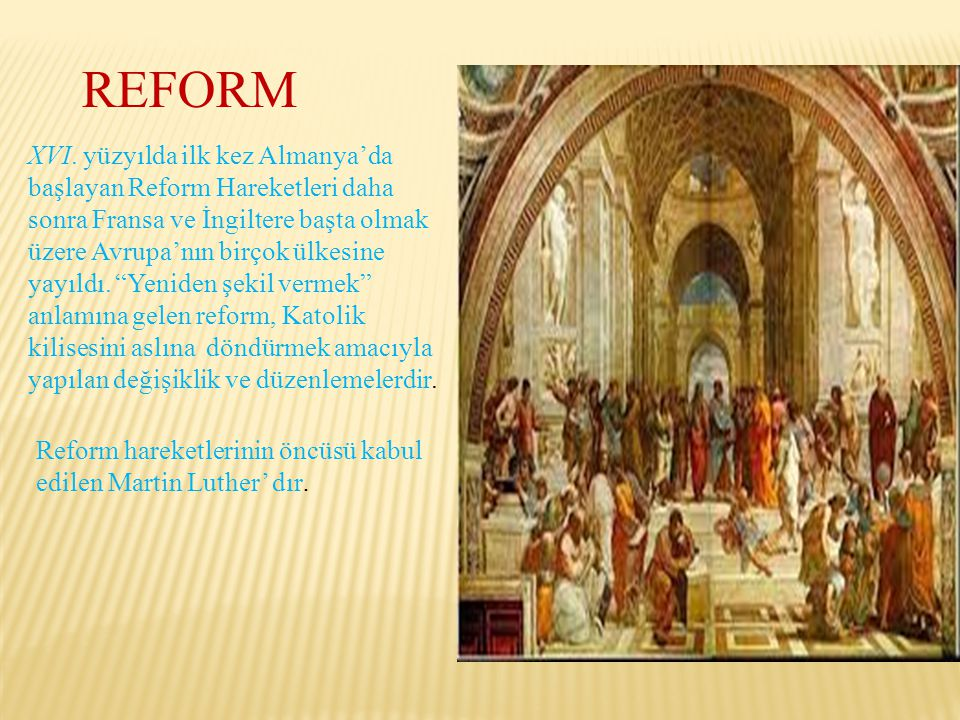 REFORM
XVI. yüzyılda ilk kez Almanya’da
başlayan Reform Hareketleri daha
sonra Fransa ve İngiltere başta olmak
üzere Avrupa’nın birçok ülkesine
yayıldı. “Yeniden şekil vermek”
anlamına gelen reform, Katolik
kilisesini aslına döndürmek amacıyla
yapılan değişiklik ve düzenlemelerdir.
Reform hareketlerinin öncüsü kabul
edilen Martin Luther’ dır.